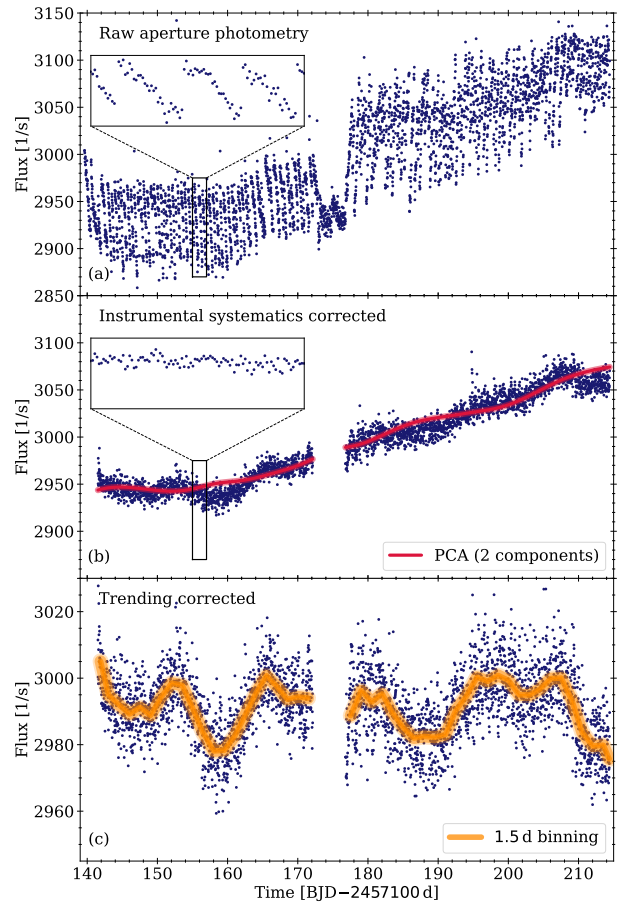 3150
Raw aperture photometry
3100
3050
Flux [1/s]
3000
2950
2900
(a)
2850
Instrumental systematics corrected
3100
3050
Flux [1/s]
3000
2950
2900
(b)
PCA (2 components)
Trending corrected
3020
3000
Flux [1/s]
2980
2960
(c)
1.5 d binning
140 150 160 170 180 190 200 210
Time [BJD−2457100 d]